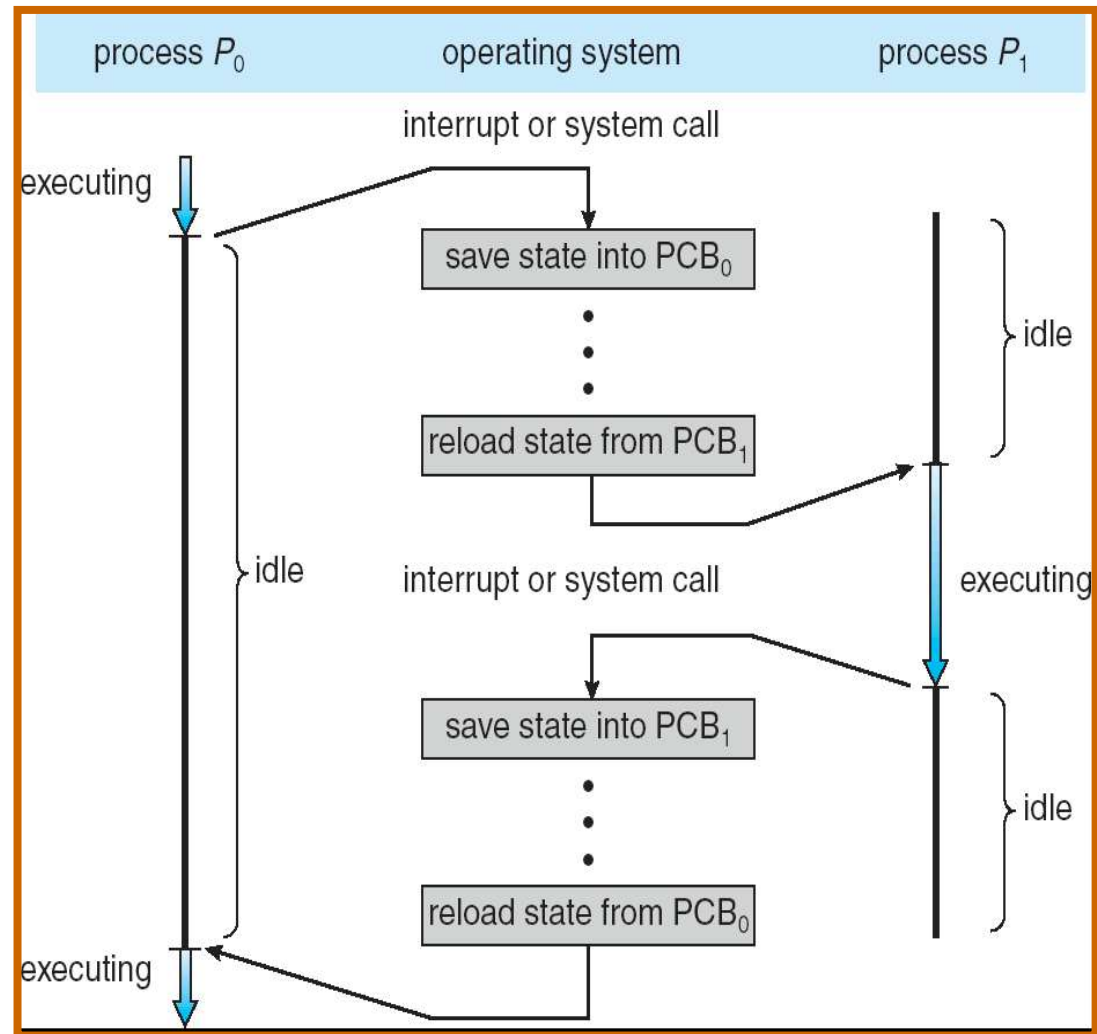 process P₀ operating system process P₁
interrupt or system call
executing
save state into PCB₀
idle
reload state from PCB₁
idle
interrupt or system call
executing
save state into PCB₁
idle
reload state from PCB₀
executing